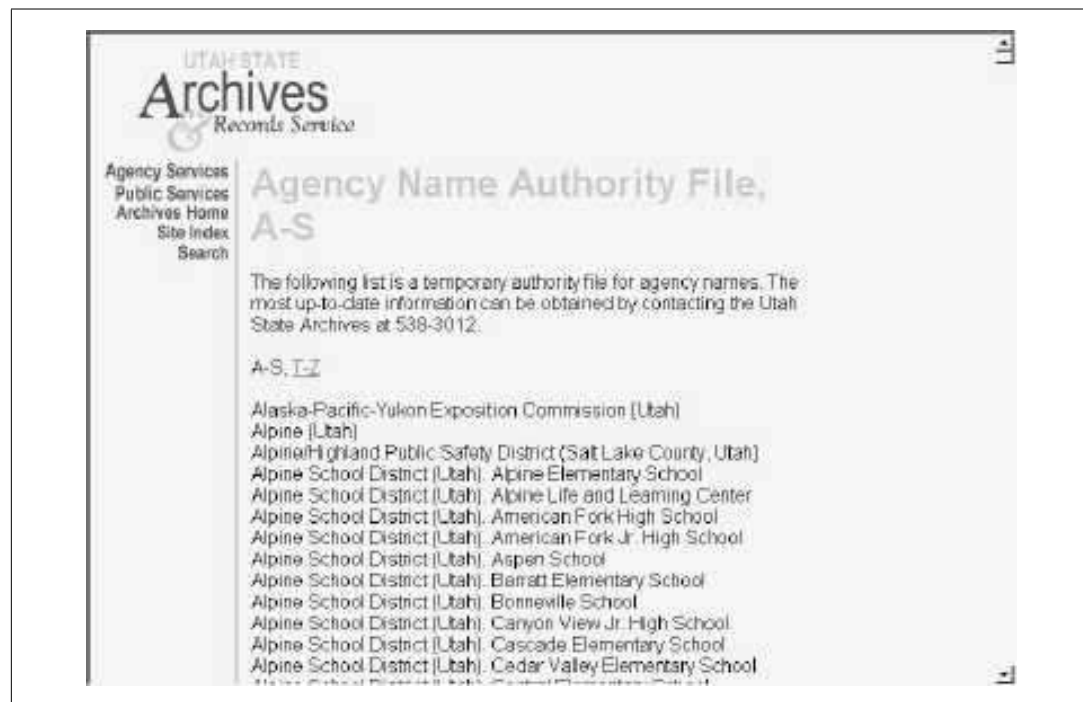 UTAH STATE
Archives
& Records Service
Agency Services
Public Services
Archives Home
Site Index
Search
Agency Name Authority File,
A-S
The following list is a temporary authority file for agency names. The
most up-to-date information can be obtained by contacting the Utah
State Archives at 538-3012.
A-S, T-Z
Alaska-Pacific-Yukon Exposition Commission (Utah)
Alpine (Utah)
Alpine/Highland Public Safety District (Salt Lake County, Utah)
Alpine School District (Utah). Alpine Elementary School
Alpine School District (Utah). Alpine Life and Learning Center
Alpine School District (Utah). American Fork High School
Alpine School District (Utah). American Fork Jr. High School
Alpine School District (Utah). Aspen School
Alpine School District (Utah). Barratt Elementary School
Alpine School District (Utah). Bonneville School
Alpine School District (Utah). Canyon View Jr. High School
Alpine School District (Utah). Cascade Elementary School
Alpine School District (Utah). Cedar Valley Elementary School